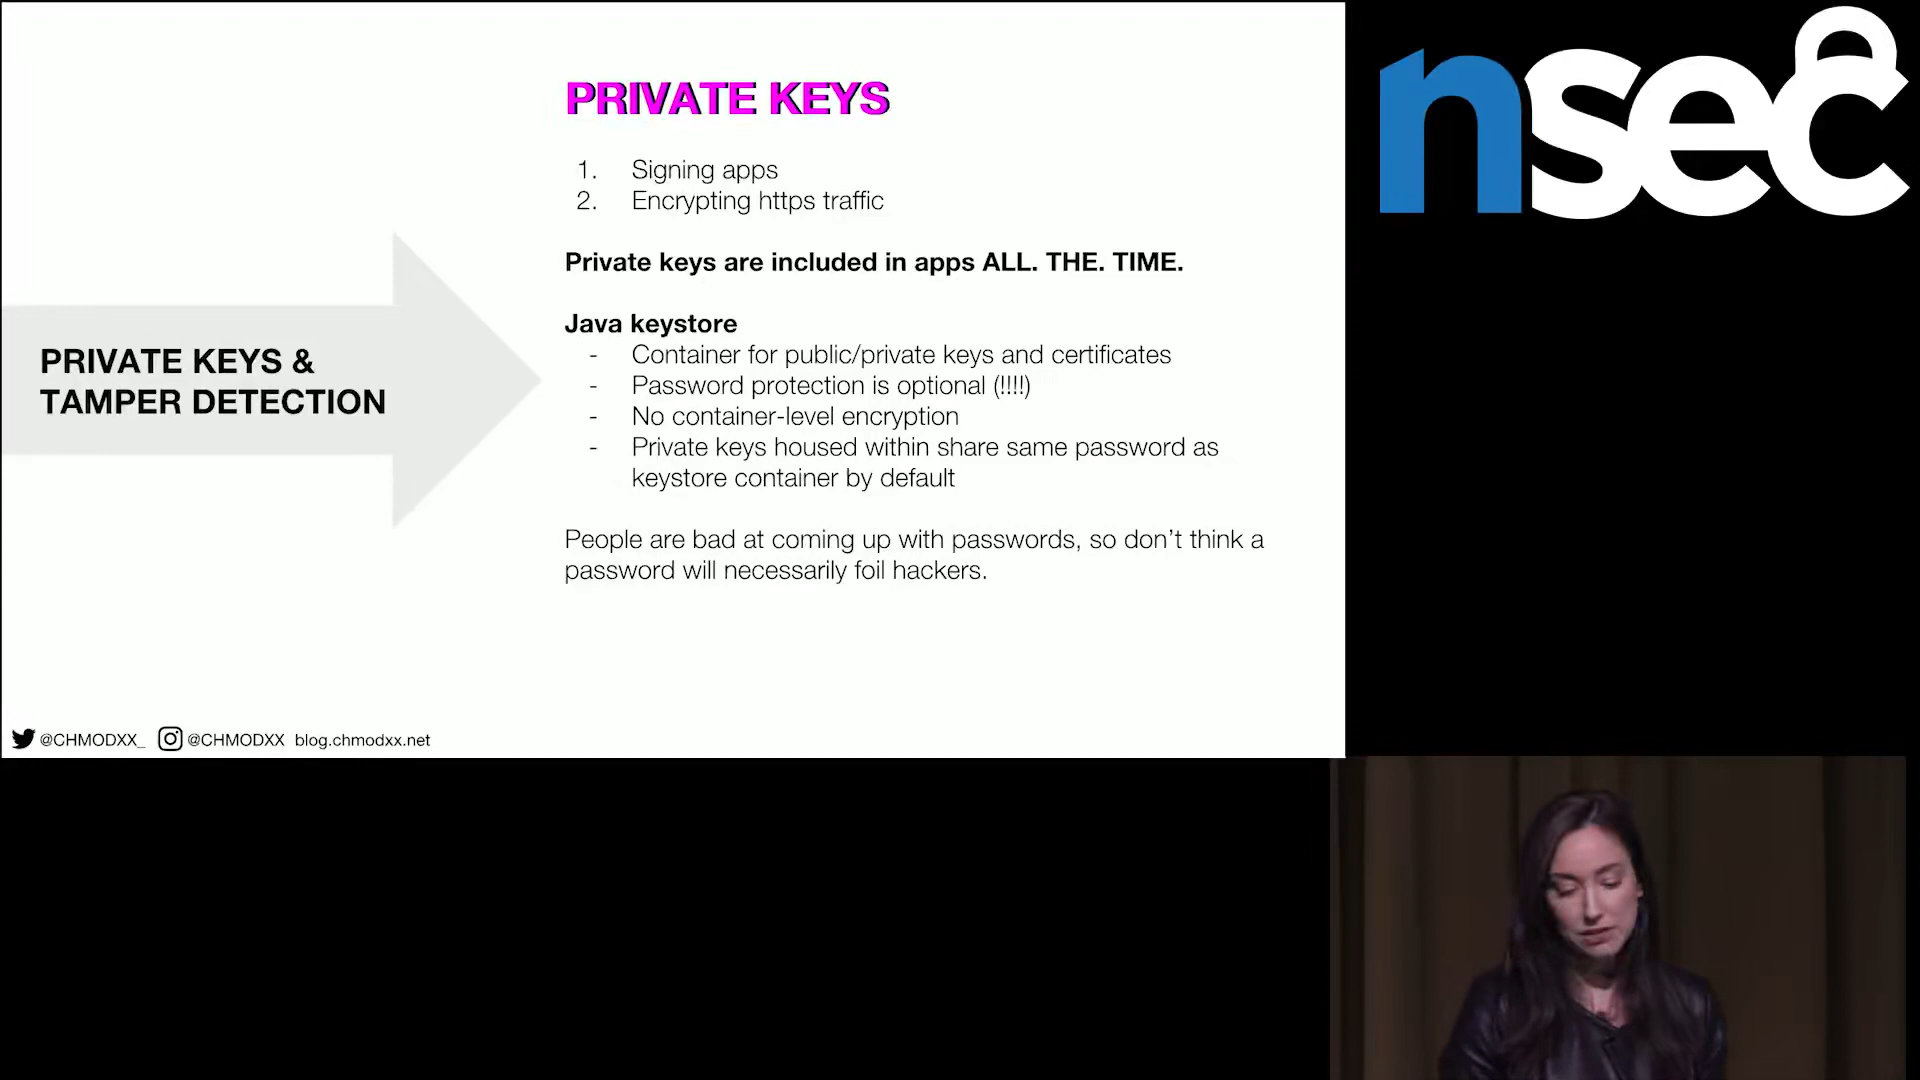 PRIVATE KEYS
1. Signing apps
2. Encrypting https traffic
Private keys are included in apps ALL. THE. TIME.
Java keystore
- Container for public/private keys and certificates
- Password protection is optional (!!!!)
- No container-level encryption
- Private keys housed within share same password as
keystore container by default
People are bad at coming up with passwords, so don’t think a
password will necessarily foil hackers.
PRIVATE KEYS &
TAMPER DETECTION
@CHMODXX_ @CHMODXX blog.chmodxx.net
nsec